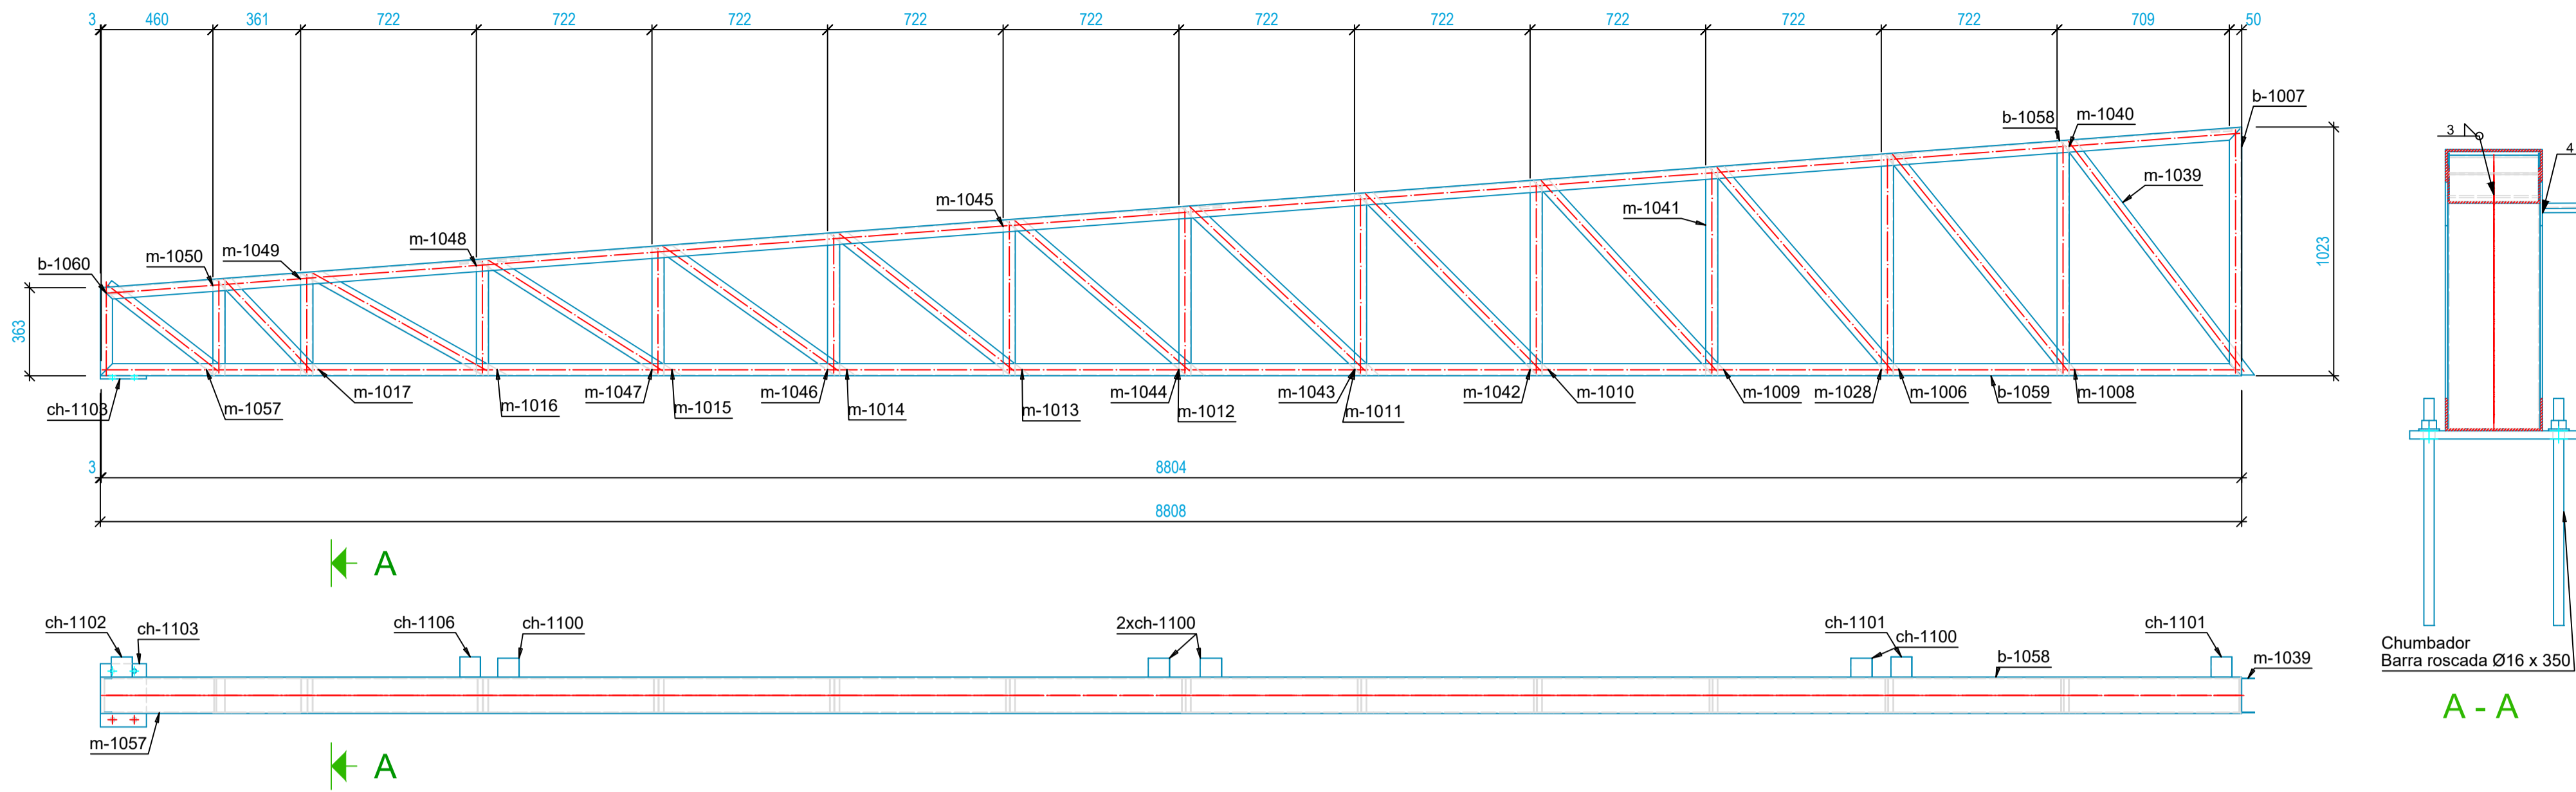 3 460 361 722 722 722 722 722 722 722 722 722 722 709 50
b-1007
b-1058 m-1040
3
4
m-1039
m-1045
m-1041
m-1048
m-1049
m-1050
b-1060
1023
363
ch-1103 m-1057 m-1017 m-1016 m-1047 m-1015 m-1046 m-1014 m-1013 m-1044 m-1012 m-1043 m-1011 m-1042 m-1010 m-1009 m-1028 m-1006 b-1059 m-1008
3 8804
8808
A
ch-1102 ch-1103 ch-1106 ch-1100 2xch-1100 ch-1101 ch-1100 ch-1101
b-1058 m-1039
m-1057
A
Chumbador
Barra roscada Ø16 x 350
A - A